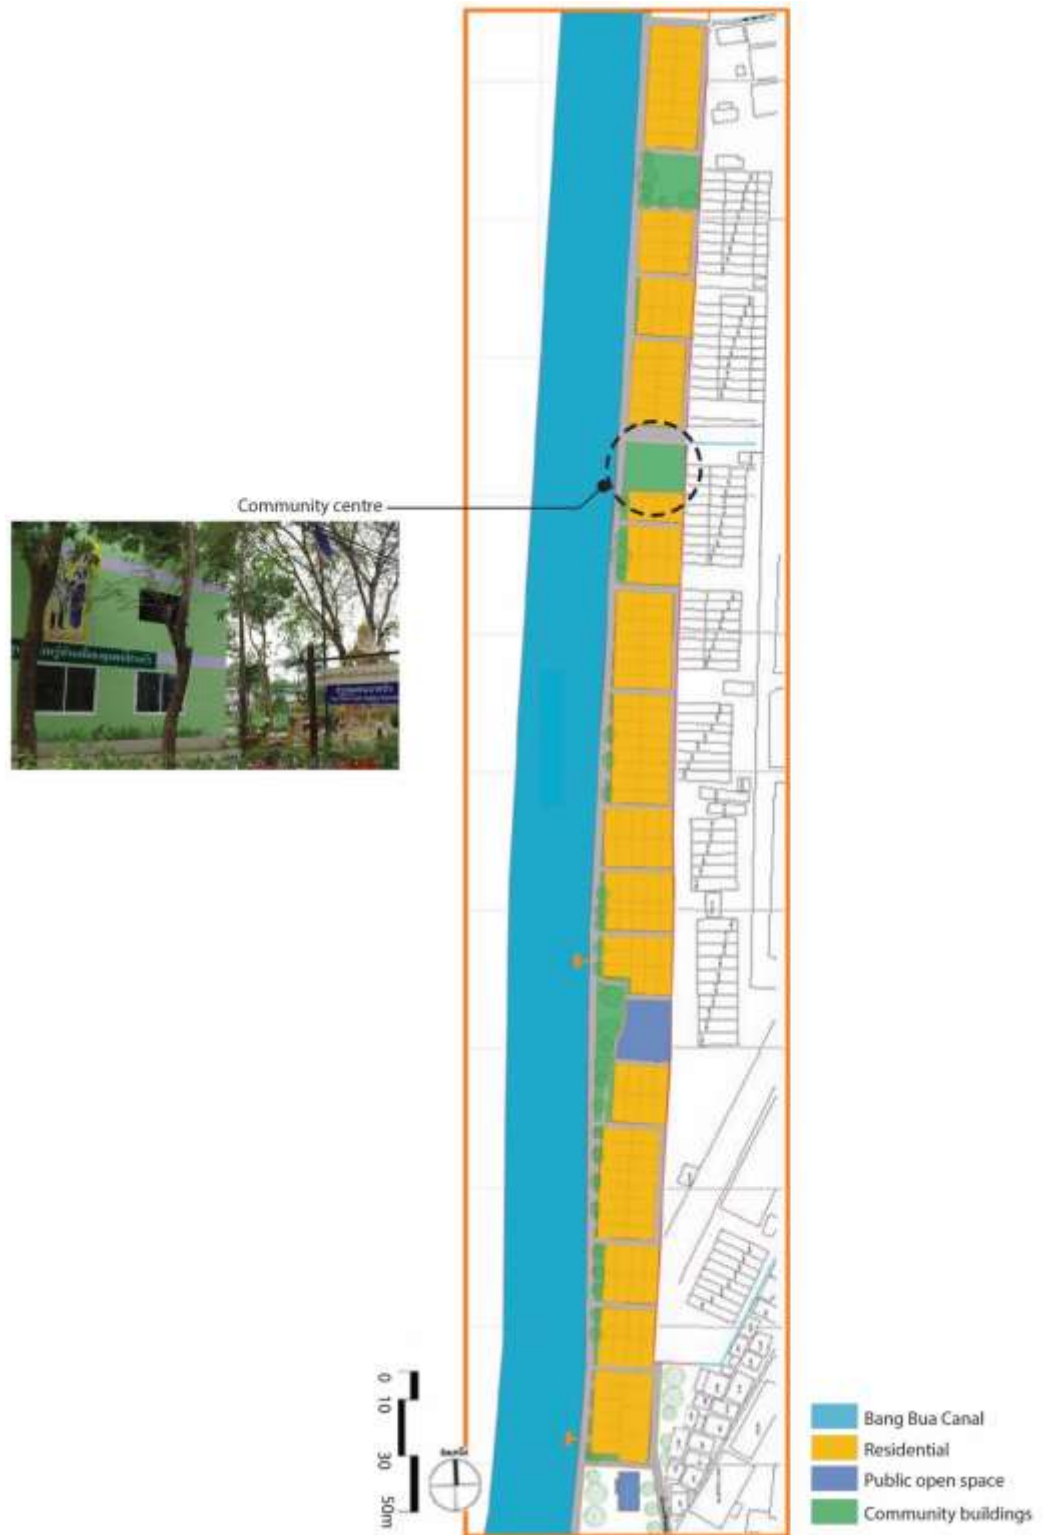 Community centre
0
10
30
50m
Bang Bua Canal
Residential
Public open space
Community buildings